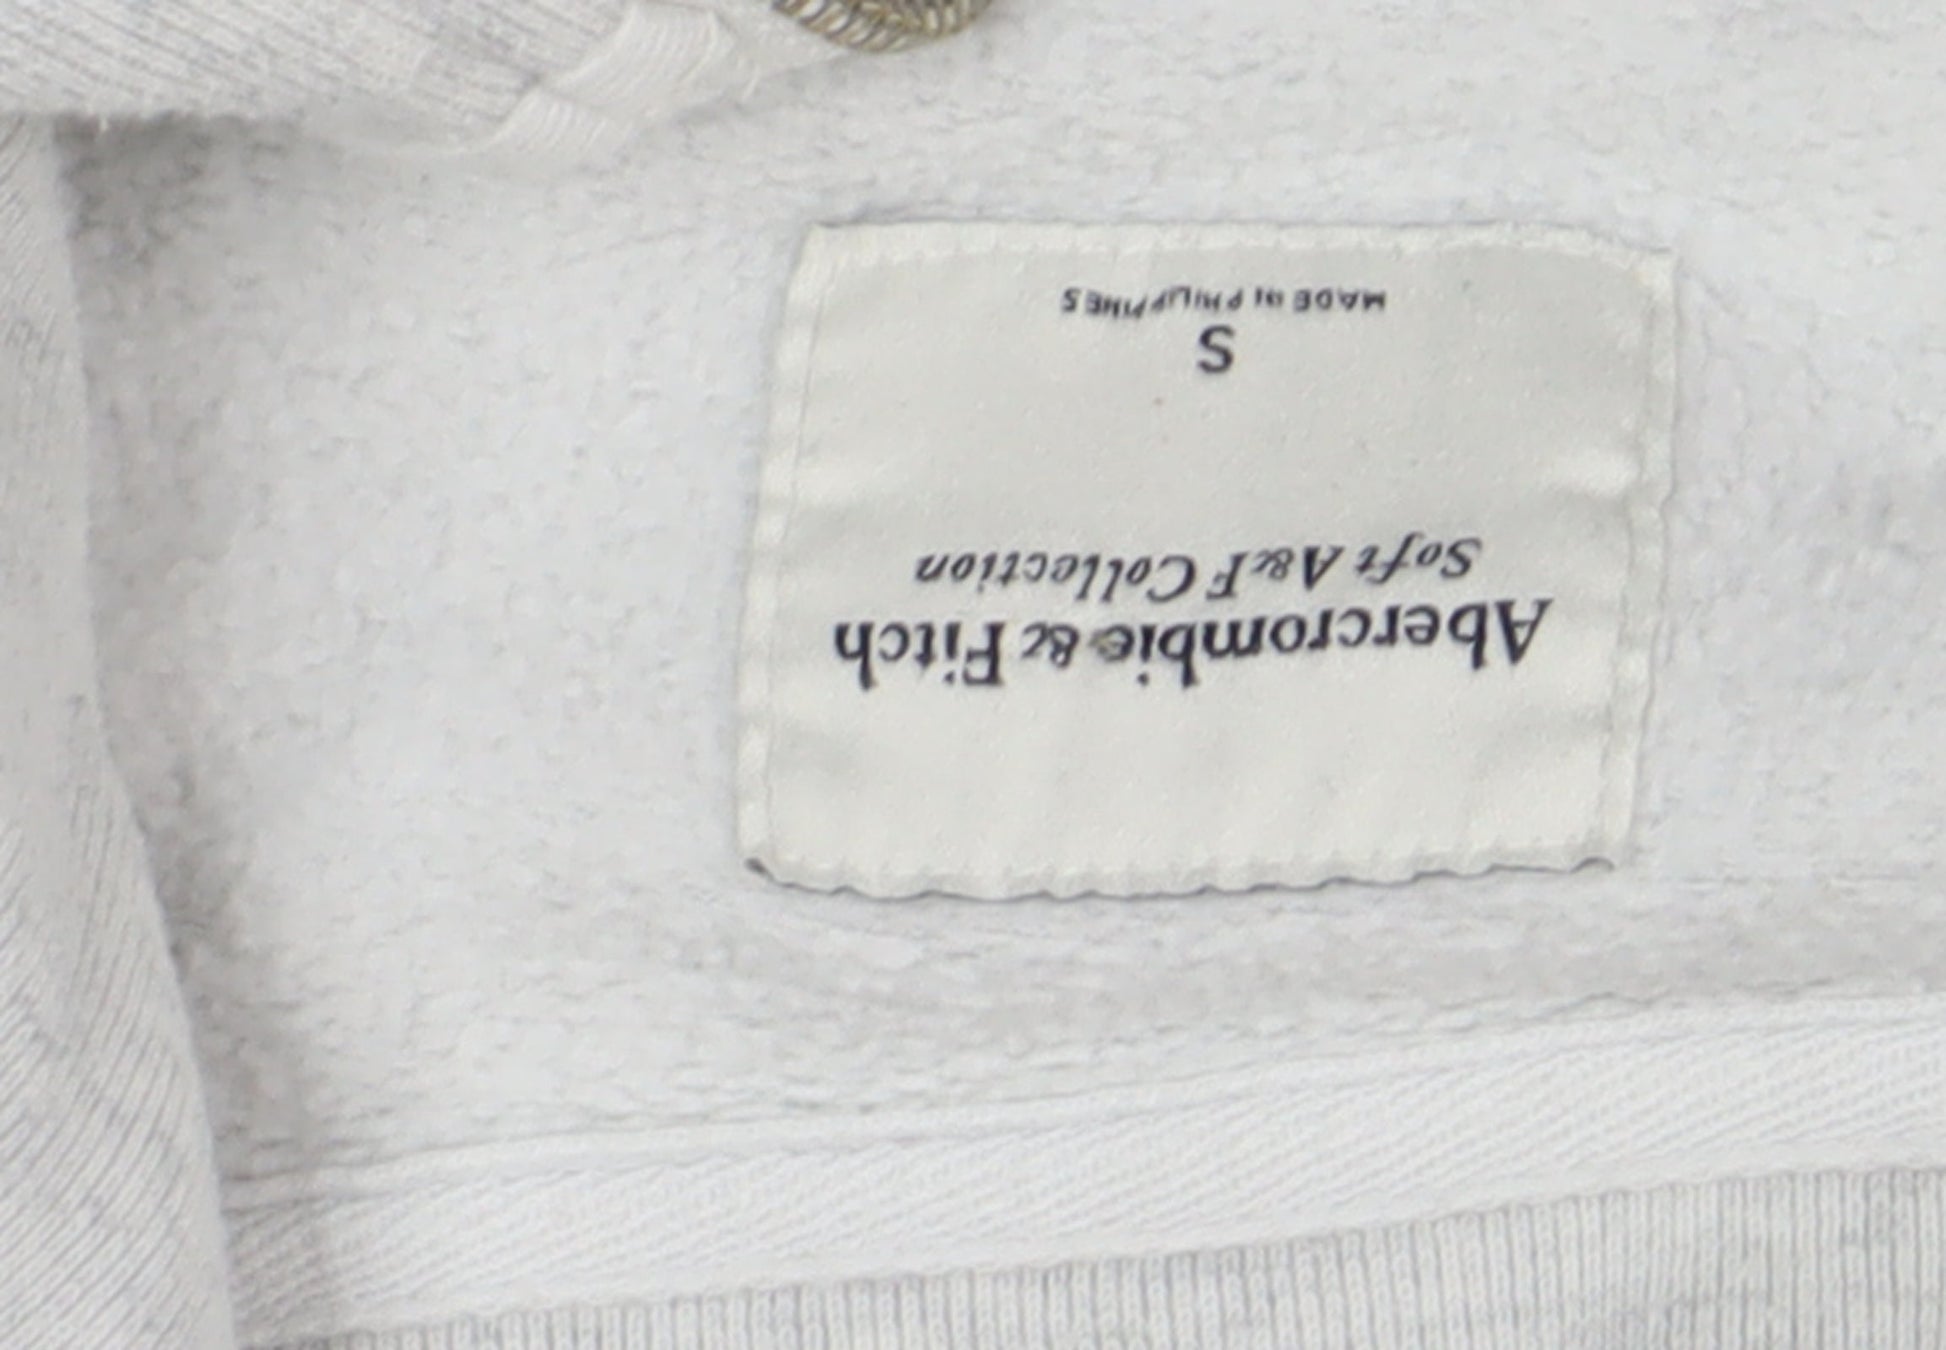 Abercrombie & Fitch
Soft A&F Collection
S
MADE IN PHILIPPINES